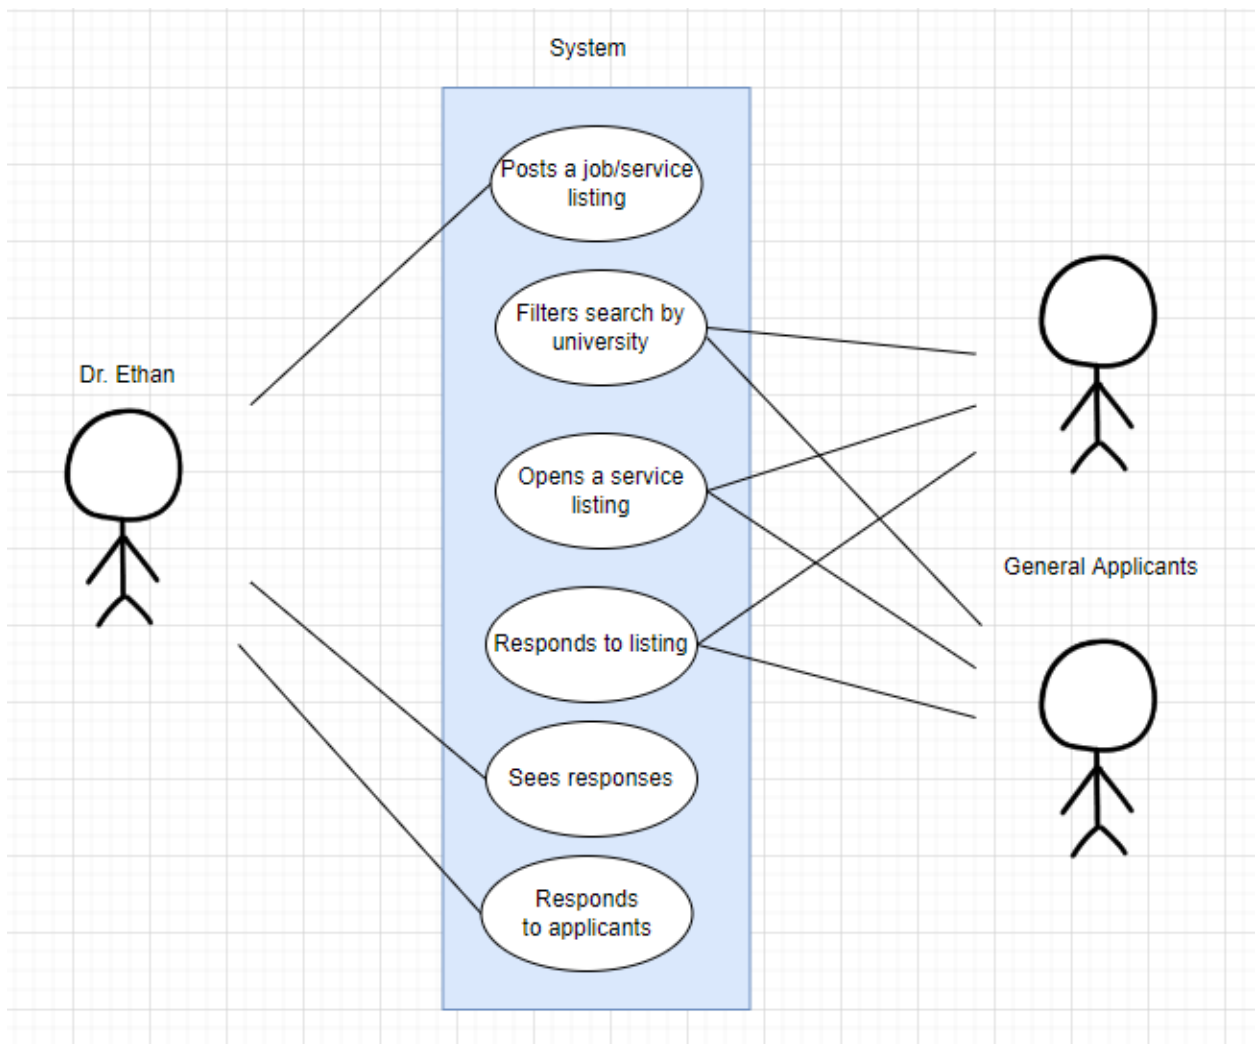 System
Posts a job/service
listing
Filters search by
university
Dr. Ethan
Opens a service
listing
General Applicants
Responds to listing
Sees responses
Responds
to applicants